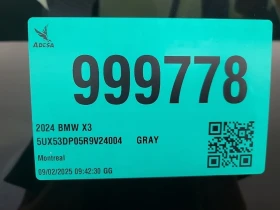 ADESA
999778
2024 BMW X3
5UX53DP05R9V24004 GRAY
Montreal
09/02/2025 09:42:30 GG